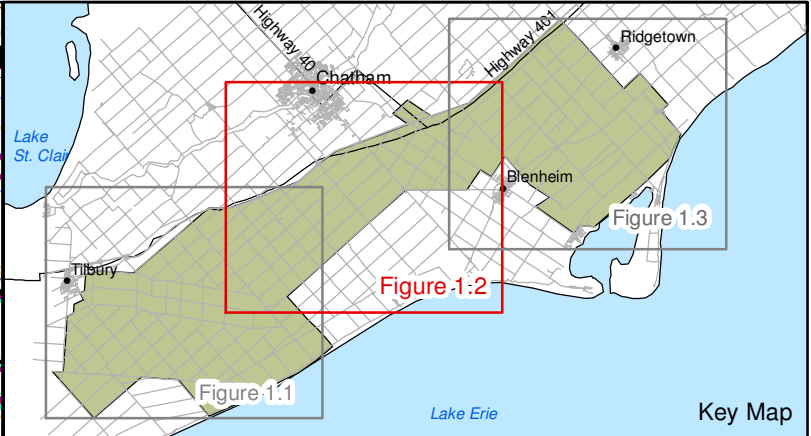 Highway 40
Highway 401
Ridgetown
Chatham
Lake
St. Clair
Blenheim
Figure 1.3
Tilbury
Figure 1.2
Figure 1.1
Lake Erie
Key Map